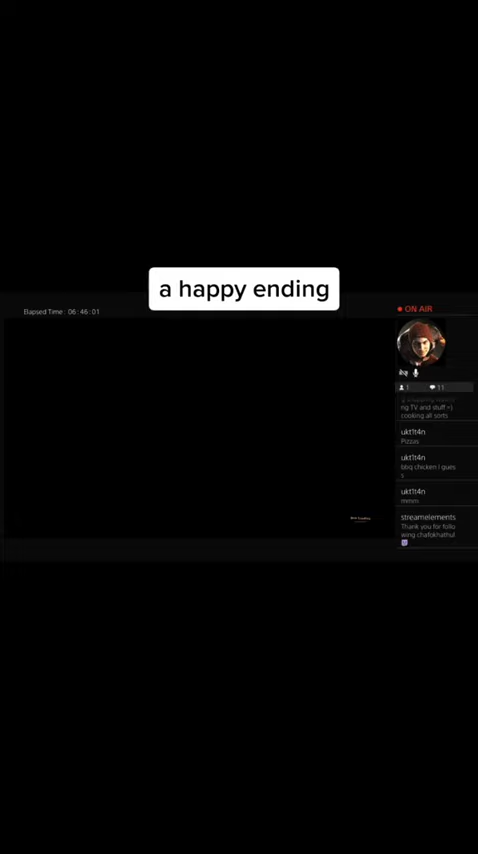 a happy ending
Elapsed Time : 06 : 46 : 01
ON AIR
1
11
ng TV and stuff =)
cooking all sorts
ukt1t4n
Pizzas
ukt1t4n
bbq chicken I gues
s
ukt1t4n
mmm
streamelements
Thank you for follo
wing chafokhathul